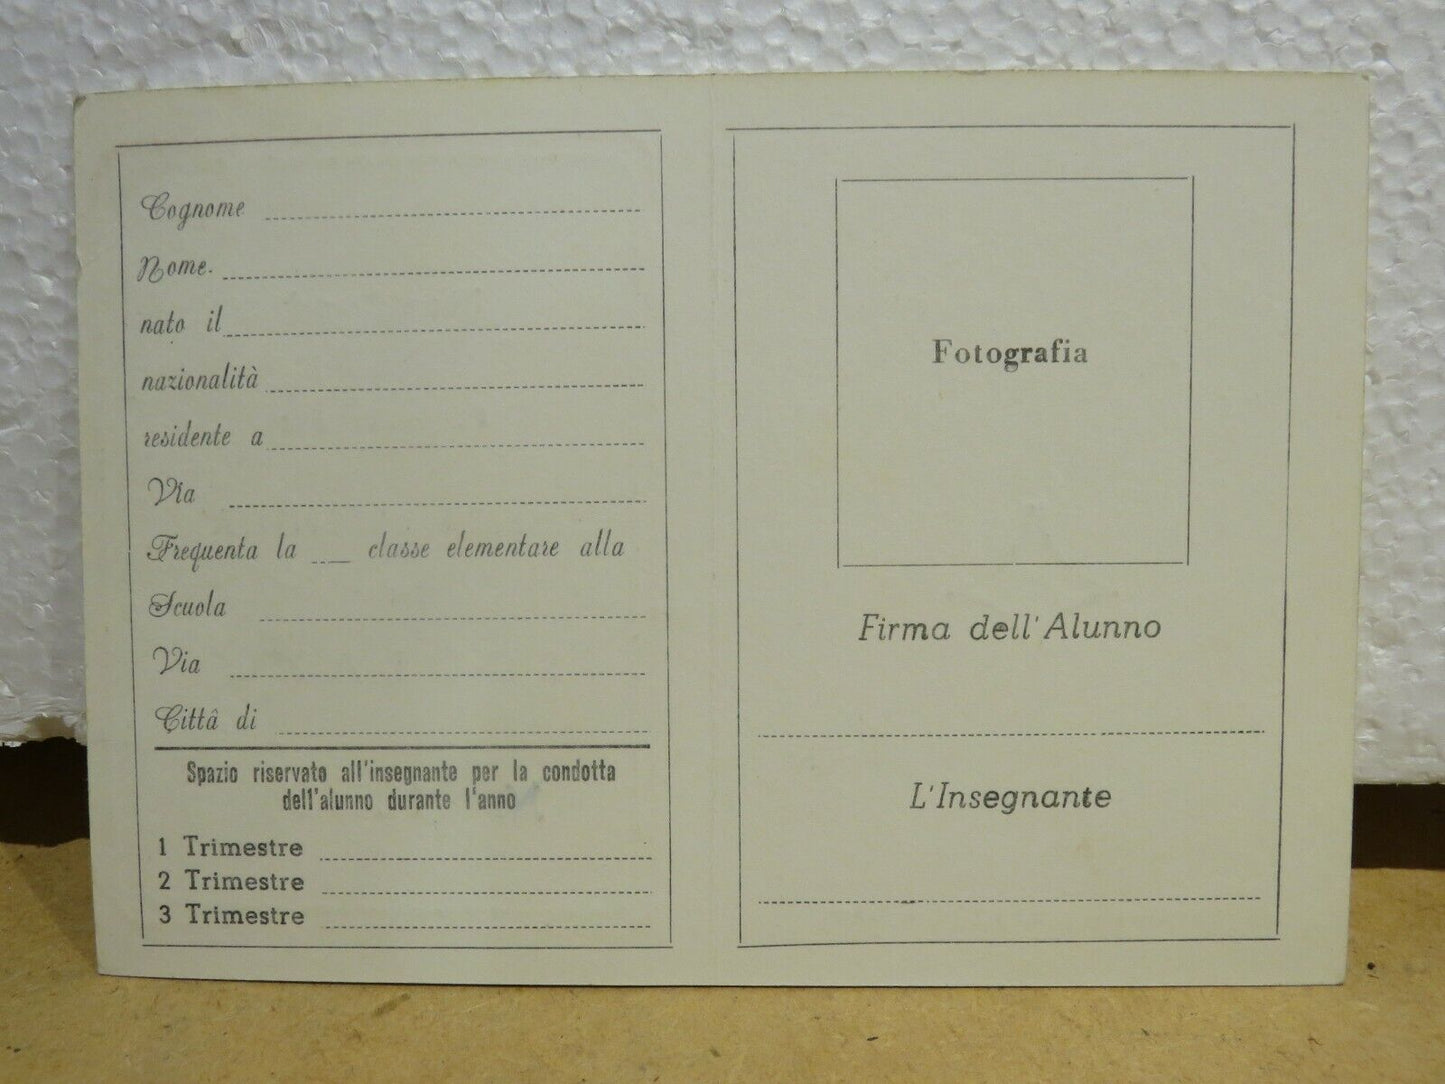 Cognome
Nome.
nato il
nazionalità
residente a
Via
Frequenta la classe elementare alla
Scuola
Via
Cittâ di
Spazio riservato all'insegnante per la condotta
dell'alunno durante l'anno
1 Trimestre
2 Trimestre
3 Trimestre
Fotografia
Firma dell'Alunno
L'Insegnante